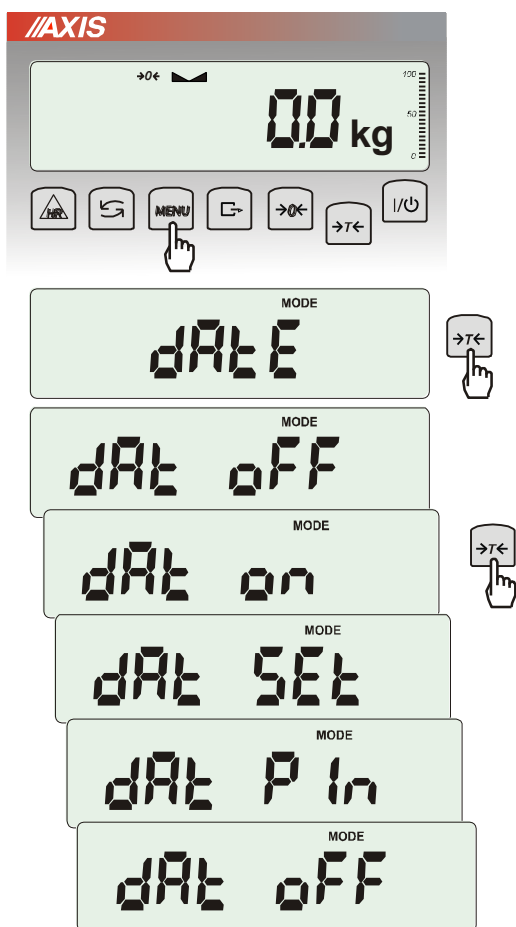 AXIS
→0←
100
50
0
0.0 kg
HR
MENU
→0←
→T←
I/
MODE
dAtE
→T←
MODE
dAt oFF
MODE
dAt on
→T←
MODE
dAt SEt
MODE
dAt PIn
MODE
dAt oFF